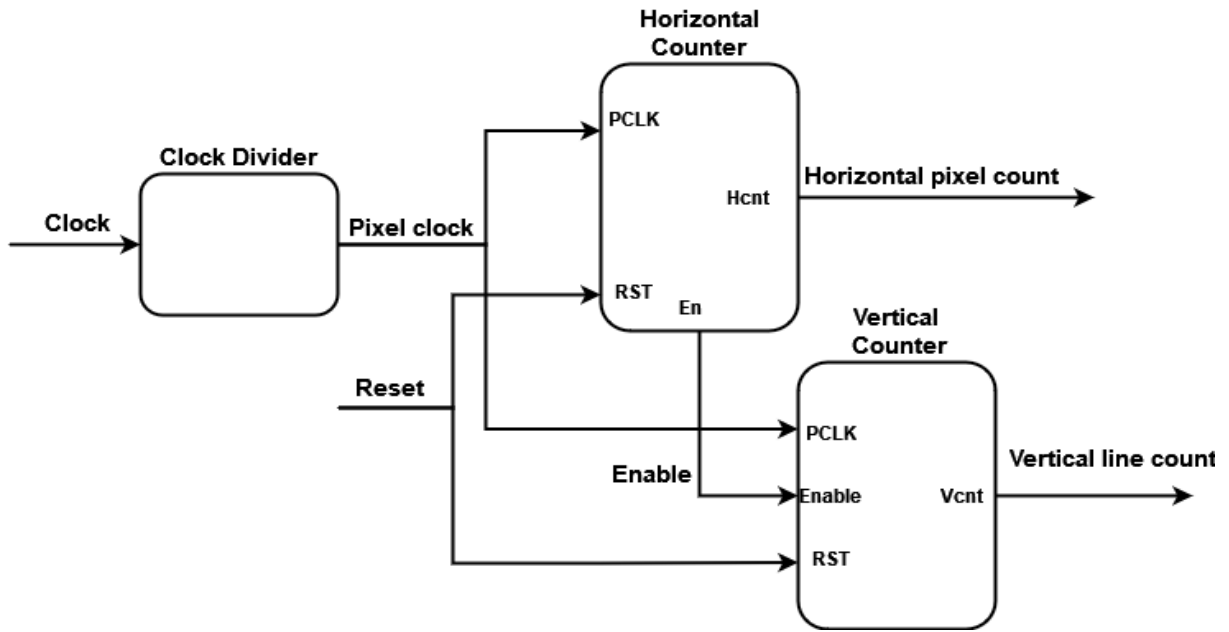 Horizontal
Counter
PCLK
Clock Divider
Horizontal pixel count
Hcnt
Clock
Pixel clock
RST
En
Vertical
Counter
Reset
PCLK
Vertical line count
Enable
Enable
Vcnt
RST